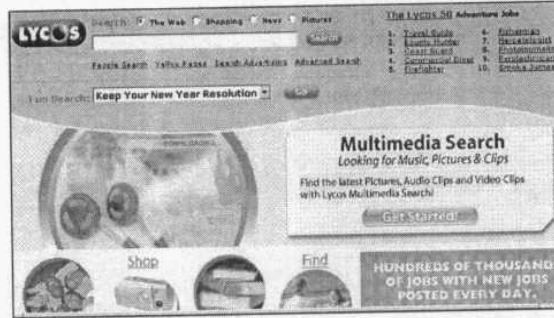 LYCOS
Search: The Web Shopping News Pictures
Search
People Search Yellow Pages Search Advertising Advanced Search
Fun Search: Keep Your New Year Resolution GO
The Lycos 50 Adventure Jobs
1. Travel Guide
2. Bounty Hunter
3. Coast Guard
4. Commercial Diver
5. Firefighter
6. Fisherman
7. Herpetologist
8. Photojournalist
9.
10. Smoke Jumper
Multimedia Search
Looking for Music, Pictures & Clips
Find the latest Pictures, Audio Clips and Video Clips
with Lycos Multimedia Search!
Get Started!
Shop
Find
HUNDREDS OF THOUSAND
OF JOBS WITH NEW JOBS
POSTED EVERY DAY.